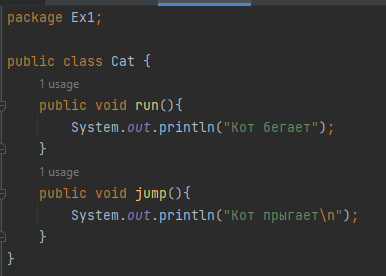 package Ex1;
public class Cat {
1 usage
public void run(){
System.out.println("Кот бегает");
}
1 usage
public void jump(){
System.out.println("Кот прыгает\n");
}
}